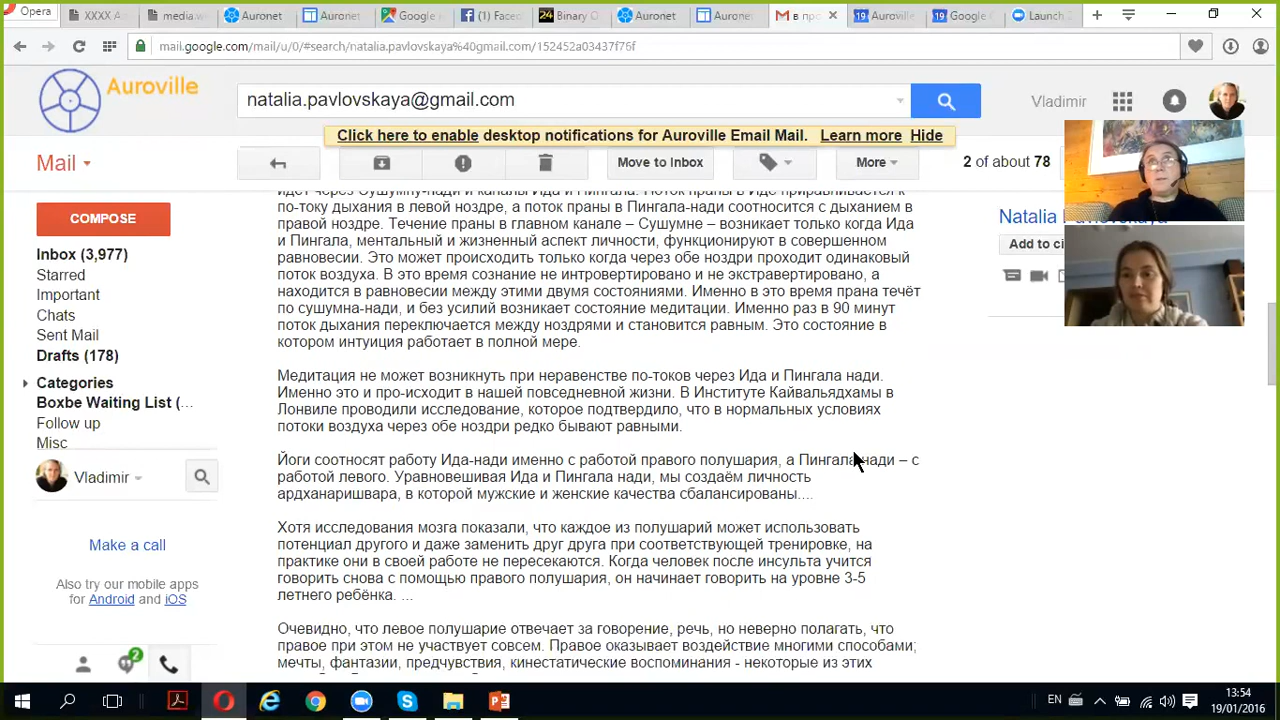 Opera
XXXX A
media.w
Auronet
Auronet
Google
(1) Face
Binary O
Auronet
Aurone
М в про
Auroville
Google
Launch
mail.google.com/mail/u/0/#search/natalia.pavlovskaya%40gmail.com/152452a03437f76f
Auroville
natalia.pavlovskaya@gmail.com
Vladimir
Click here to enable desktop notifications for Auroville Email Mail. Learn more Hide
Mail
Move to Inbox
More
2 of about 78
COMPOSE
Inbox (3,977)
Starred
Important
Chats
Sent Mail
Drafts (178)
Categories
Boxbe Waiting List (...
Follow up
Misc
Vladimir
Make a call
Also try our mobile apps
for Android and iOS
2
идет через Сушумну-нади и каналы Ида и Пингала. Поток праны в Иде приравнивается к
по-току дыхания в левой ноздре, а поток праны в Пингала-нади соотносится с дыханием в
правой ноздре. Течение праны в главном канале – Сушумне – возникает только когда Ида
и Пингала, ментальный и жизненный аспект личности, функционируют в совершенном
равновесии. Это может происходить только когда через обе ноздри проходит одинаковый
поток воздуха. В это время сознание не интровертировано и не экстравертировано, а
находится в равновесии между этими двумя состояниями. Именно в это время прана течёт
по сушумна-нади, и без усилий возникает состояние медитации. Именно раз в 90 минут
поток дыхания переключается между ноздрями и становится равным. Это состояние в
котором интуиция работает в полной мере.
Медитация не может возникнуть при неравенстве по-токов через Ида и Пингала нади.
Именно это и про-исходит в нашей повседневной жизни. В Институте Кайвальядхамы в
Лонвиле проводили исследование, которое подтвердило, что в нормальных условиях
потоки воздуха через обе ноздри редко бывают равными.
Йоги соотносят работу Ида-нади именно с работой правого полушария, а Пингала-нади – с
работой левого. Уравновешивая Ида и Пингала нади, мы создаём личность
ардханаришвара, в которой мужские и женские качества сбалансированы....
Хотя исследования мозга показали, что каждое из полушарий может использовать
потенциал другого и даже заменить друг друга при соответствующей тренировке, на
практике они в своей работе не пересекаются. Когда человек после инсульта учится
говорить снова с помощью правого полушария, он начинает говорить на уровне 3-5
летнего ребёнка. ...
Очевидно, что левое полушарие отвечает за говорение, речь, но неверно полагать, что
правое при этом не участвует совсем. Правое оказывает воздействие многими способами;
мечты, фантазии, предчувствия, кинестатические воспоминания - некоторые из этих
Natalia
Add to ci
EN
13:54
19/01/2016